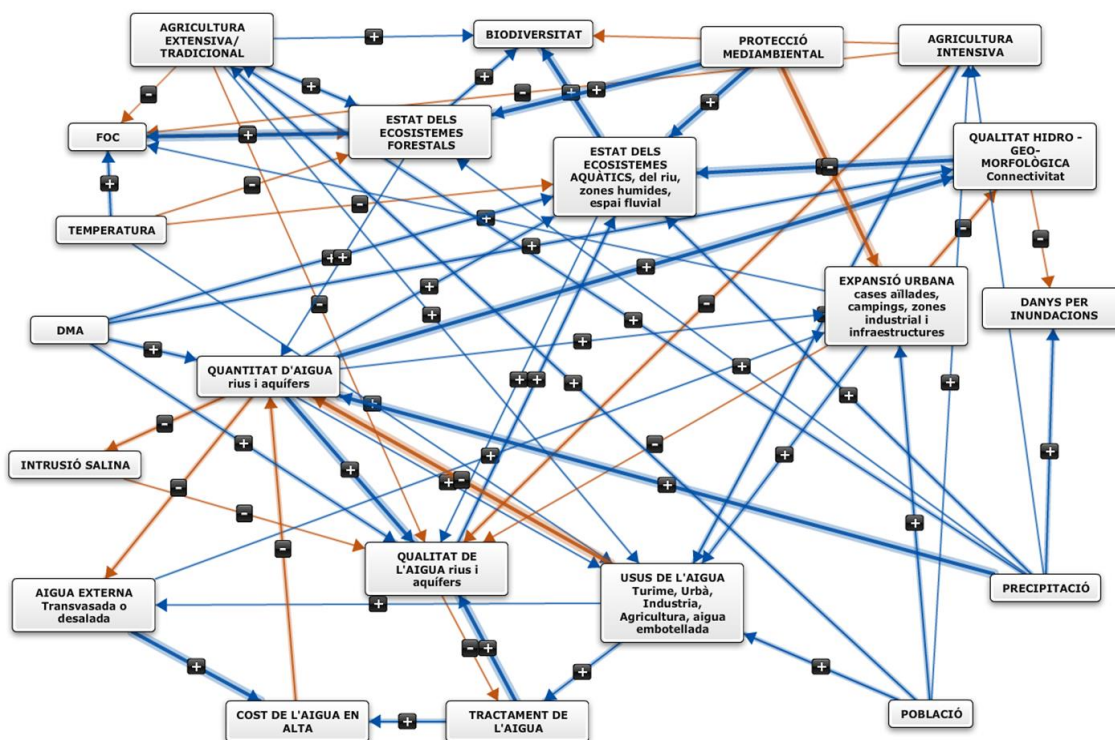 AGRICULTURA
EXTENSIVA/
TRADICIONAL
BIODIVERSITAT
PROTECCIÓ
MEDIAMBIENTAL
AGRICULTURA
INTENSIVA
FOC
ESTAT DELS
ECOSISTEMES
FORESTALS
ESTAT DELS
ECOSISTEMES
AQUÀTICS, del riu,
zones humides,
espai fluvial
QUALITAT HIDRO -
GEO-
MORFOLÒGICA
Connectivitat
TEMPERATURA
EXPANSIÓ URBANA
cases aïllades,
campings, zones
industrial i
infraestructures
DANYS PER
INUNDACIONS
DMA
QUANTITAT D'AIGUA
rius i aqüífers
INTRUSIÓ SALINA
QUALITAT DE
L'AIGUA rius i
aqüífers
USUS DE L'AIGUA
Turime, Urbà,
Industria,
Agricultura, aigua
embotellada
PRECIPITACIÓ
AIGUA EXTERNA
Transvasada o
desalada
COST DE L'AIGUA EN
ALTA
TRACTAMENT DE
L'AIGUA
POBLACIÓ